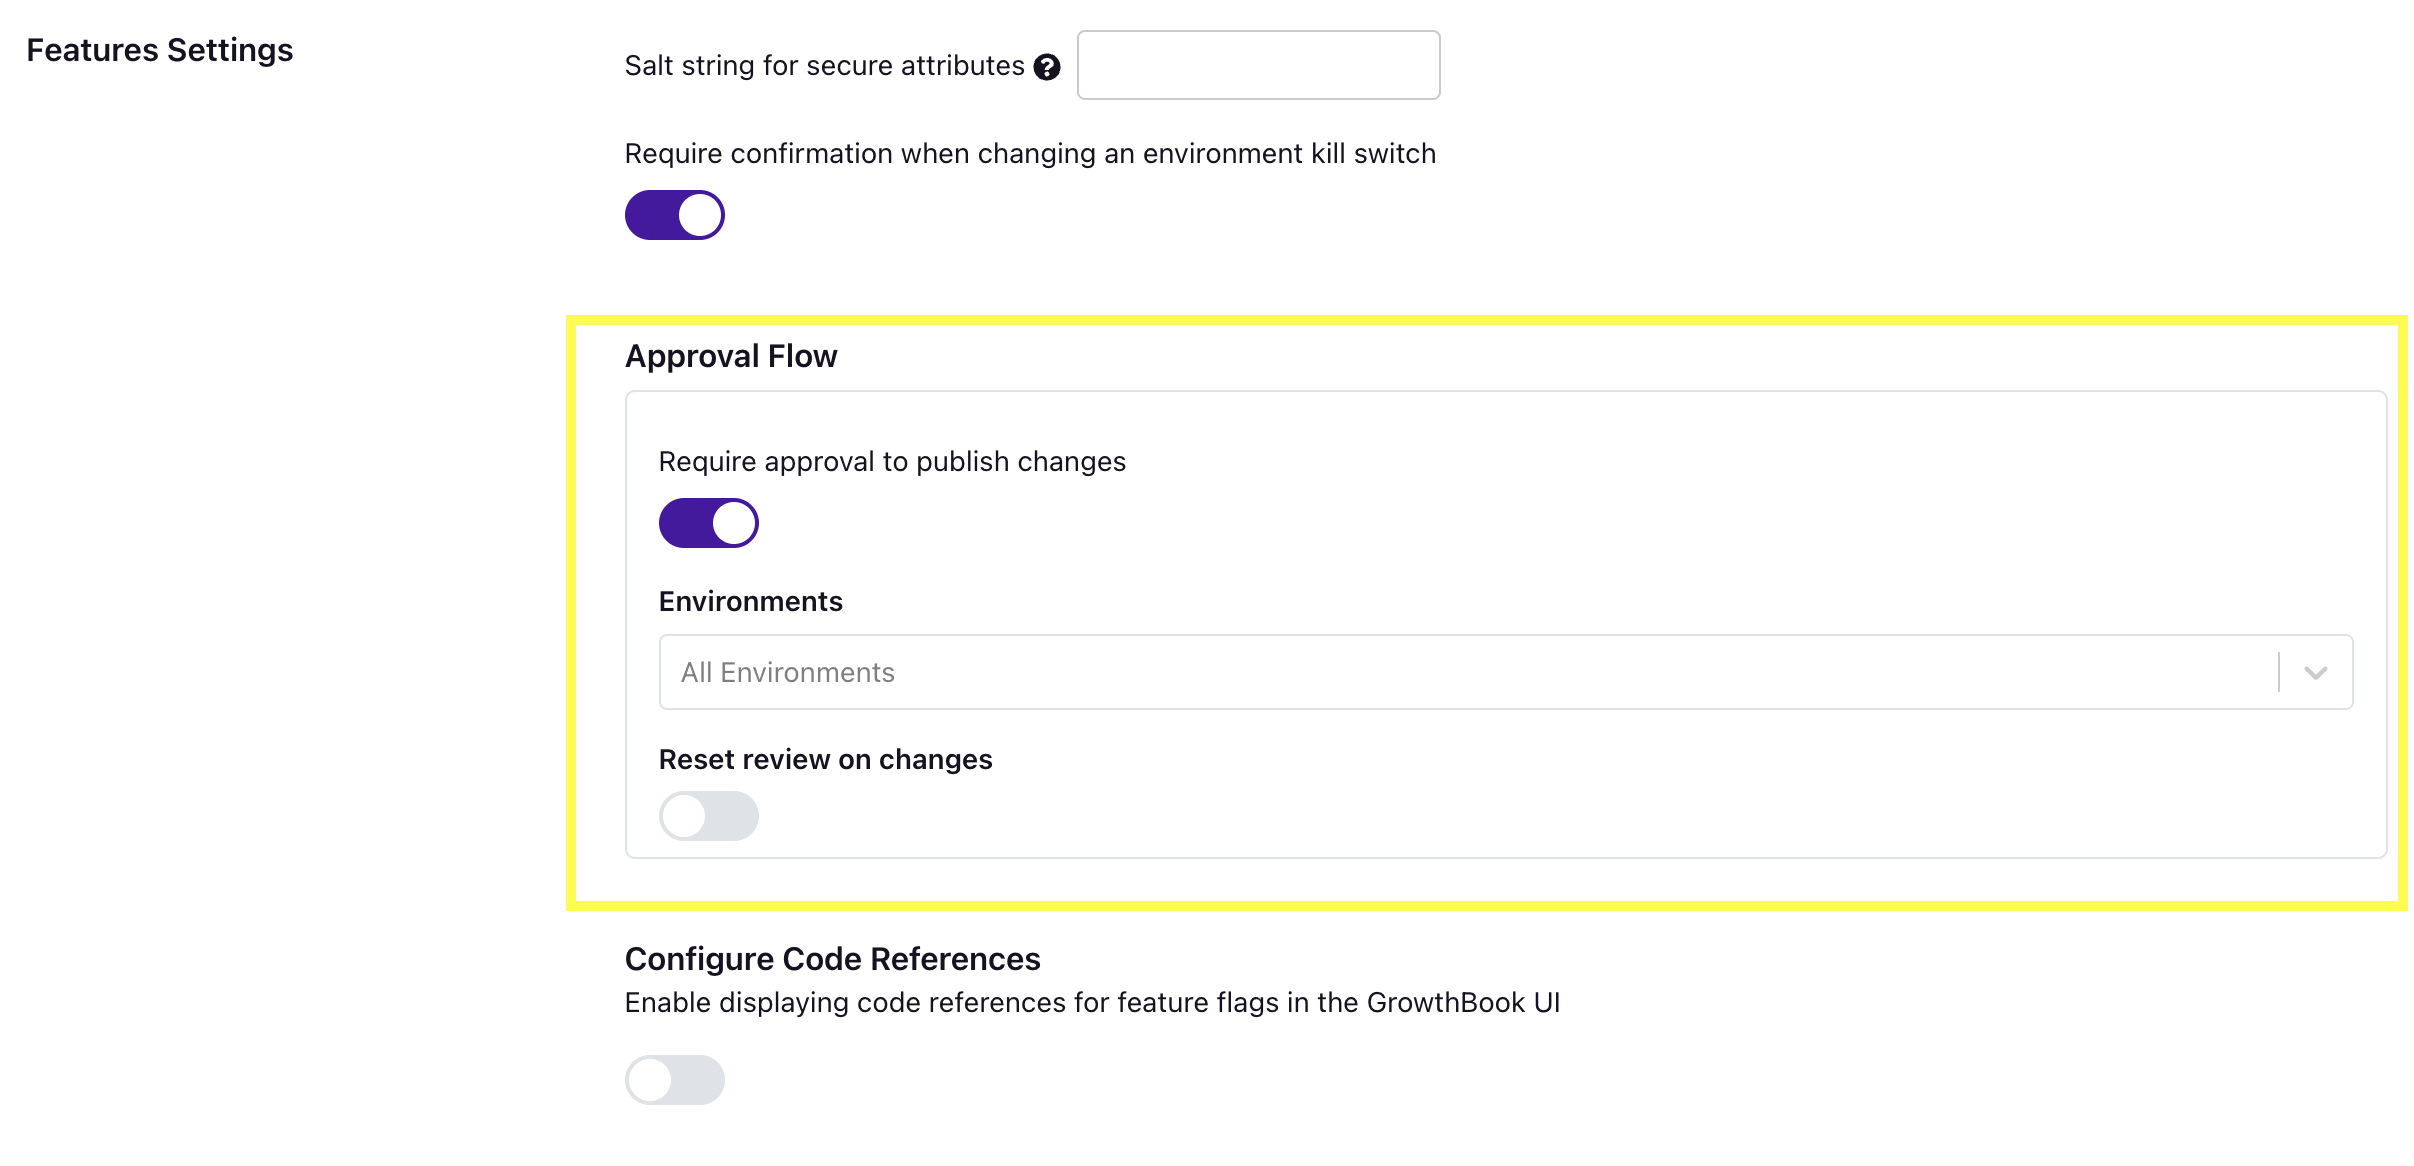 Features Settings
Salt string for secure attributes
Require confirmation when changing an environment kill switch
Approval Flow
Require approval to publish changes
Environments
All Environments
Reset review on changes
Configure Code References
Enable displaying code references for feature flags in the GrowthBook UI